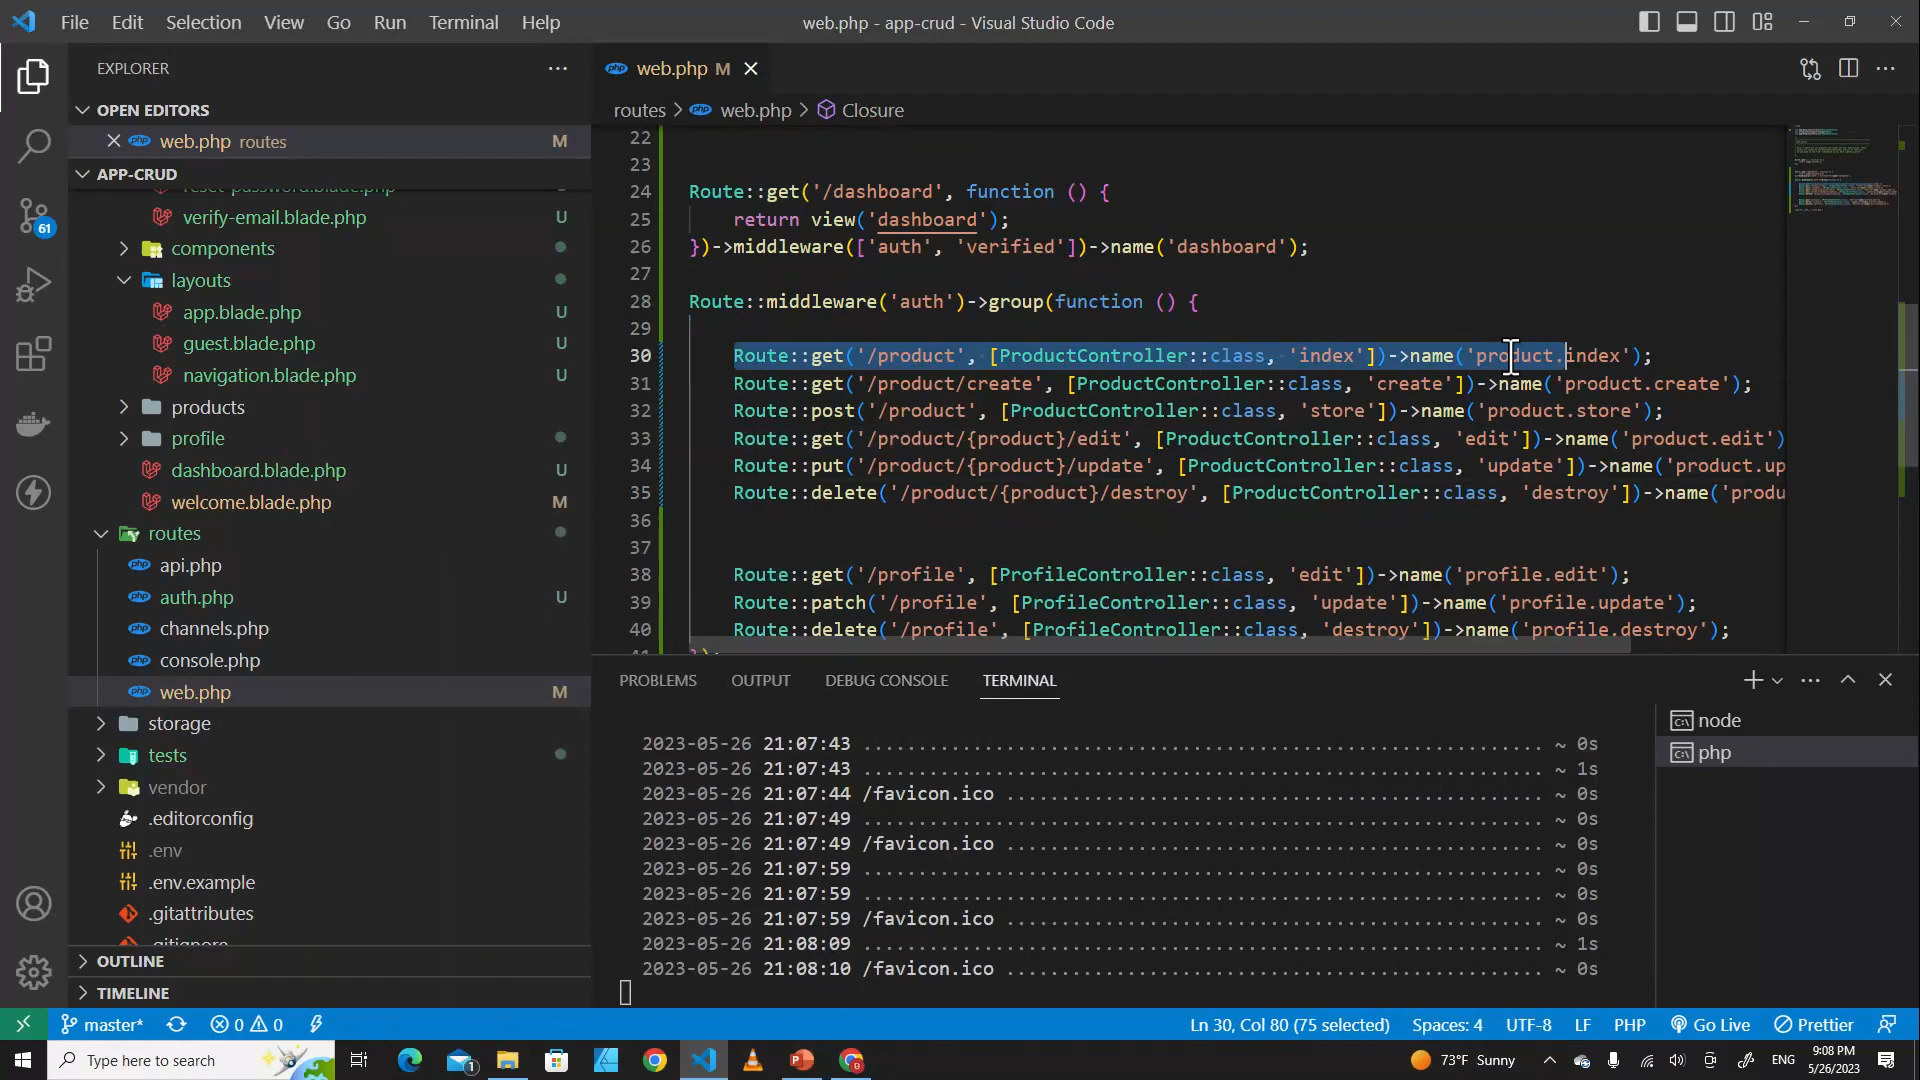 File Edit Selection View Go Run Terminal Help
web.php - app-crud - Visual Studio Code
EXPLORER
OPEN EDITORS
web.php routes M
APP-CRUD
reset-password.blade.php
verify-email.blade.php U
components
layouts
app.blade.php U
guest.blade.php U
navigation.blade.php U
products
profile
dashboard.blade.php U
welcome.blade.php M
routes
api.php
auth.php U
channels.php
console.php
web.php M
storage
tests
vendor
.editorconfig
.env
.env.example
.gitattributes
.gitignore
OUTLINE
TIMELINE
61
web.php M
routes > web.php > Closure
22
23
24 Route::get('/dashboard', function () {
25 return view('dashboard');
26 })->middleware(['auth', 'verified'])->name('dashboard');
27
28 Route::middleware('auth')->group(function () {
29
30 Route::get('/product', [ProductController::class, 'index'])->name('product.index');
31 Route::get('/product/create', [ProductController::class, 'create'])->name('product.create');
32 Route::post('/product', [ProductController::class, 'store'])->name('product.store');
33 Route::get('/product/{product}/edit', [ProductController::class, 'edit'])->name('product.edit')
34 Route::put('/product/{product}/update', [ProductController::class, 'update'])->name('product.up
35 Route::delete('/product/{product}/destroy', [ProductController::class, 'destroy'])->name('produ
36
37
38 Route::get('/profile', [ProfileController::class, 'edit'])->name('profile.edit');
39 Route::patch('/profile', [ProfileController::class, 'update'])->name('profile.update');
40 Route::delete('/profile', [ProfileController::class, 'destroy'])->name('profile.destroy');
PROBLEMS OUTPUT DEBUG CONSOLE TERMINAL
2023-05-26 21:07:43 .................................................... ~ 0s
2023-05-26 21:07:43 .................................................... ~ 1s
2023-05-26 21:07:44 /favicon.ico ......................................... ~ 0s
2023-05-26 21:07:49 .................................................... ~ 0s
2023-05-26 21:07:49 /favicon.ico ......................................... ~ 0s
2023-05-26 21:07:59 .................................................... ~ 0s
2023-05-26 21:07:59 .................................................... ~ 0s
2023-05-26 21:07:59 /favicon.ico ......................................... ~ 0s
2023-05-26 21:08:09 .................................................... ~ 1s
2023-05-26 21:08:10 /favicon.ico ......................................... ~ 0s
node
php
master* 0 0 Ln 30, Col 80 (75 selected) Spaces: 4 UTF-8 LF PHP Go Live Prettier
Type here to search
1
73°F Sunny
ENG
9:08 PM
5/26/2023